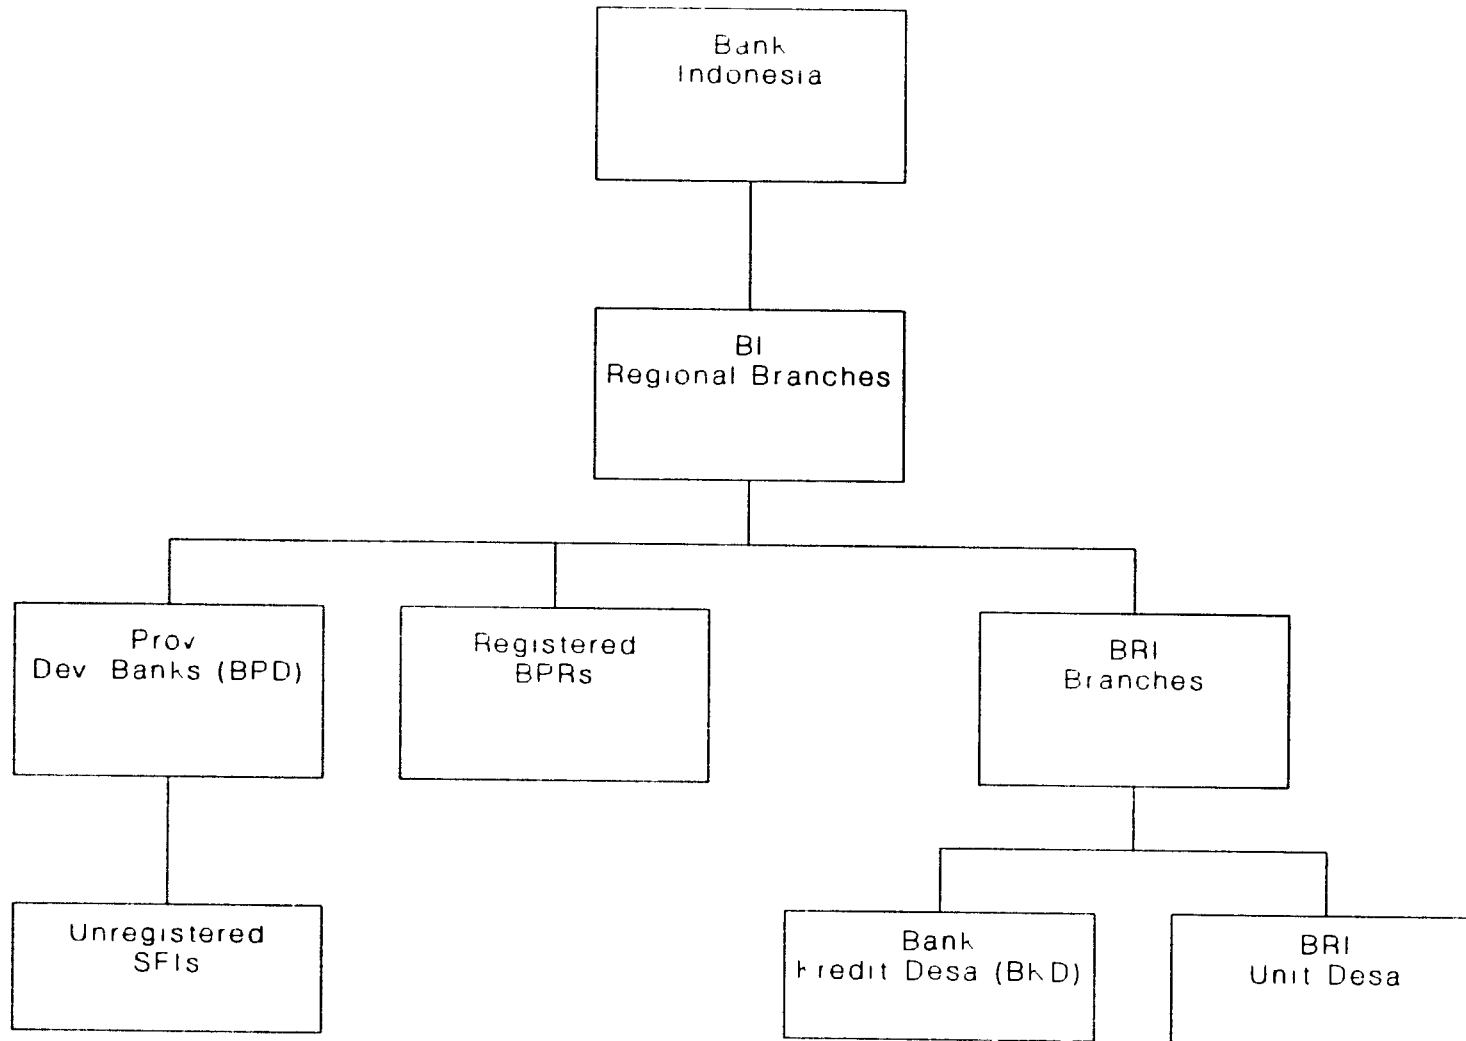 Bank
Indonesia
BI
Regional Branches
Prov
Dev Banks (BPD)
Registered
BPRs
BRI
Branches
Unregistered
SFIs
Bank
Kredit Desa (BKD)
BRI
Unit Desa